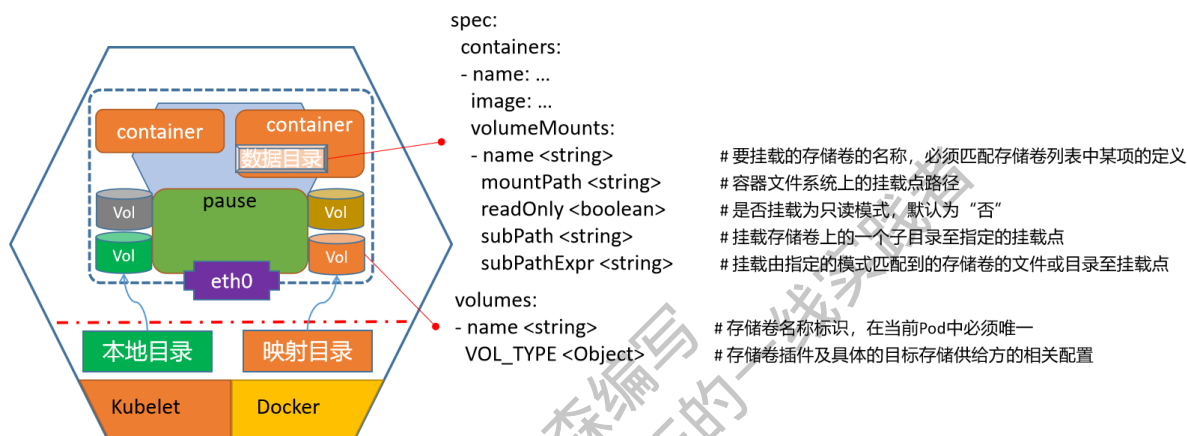 spec:
containers:
- name: ...
image: ...
volumeMounts:
- name <string> # 要挂载的存储卷的名称，必须匹配存储卷列表中某项的定义
mountPath <string> # 容器文件系统上的挂载点路径
readOnly <boolean> # 是否挂载为只读模式，默认为“否”
subPath <string> # 挂载存储卷上的一个子目录至指定的挂载点
subPathExpr <string> # 挂载由指定的模式匹配到的存储卷的文件或目录至挂载点
volumes:
- name <string> # 存储卷名称标识，在当前Pod中必须唯一
VOL_TYPE <Object> # 存储卷插件及具体的目标存储供给方的相关配置
container
container
数据目录
pause
Vol
Vol
Vol
Vol
eth0
本地目录
映射目录
Kubelet
Docker
森编写
的一线实践者